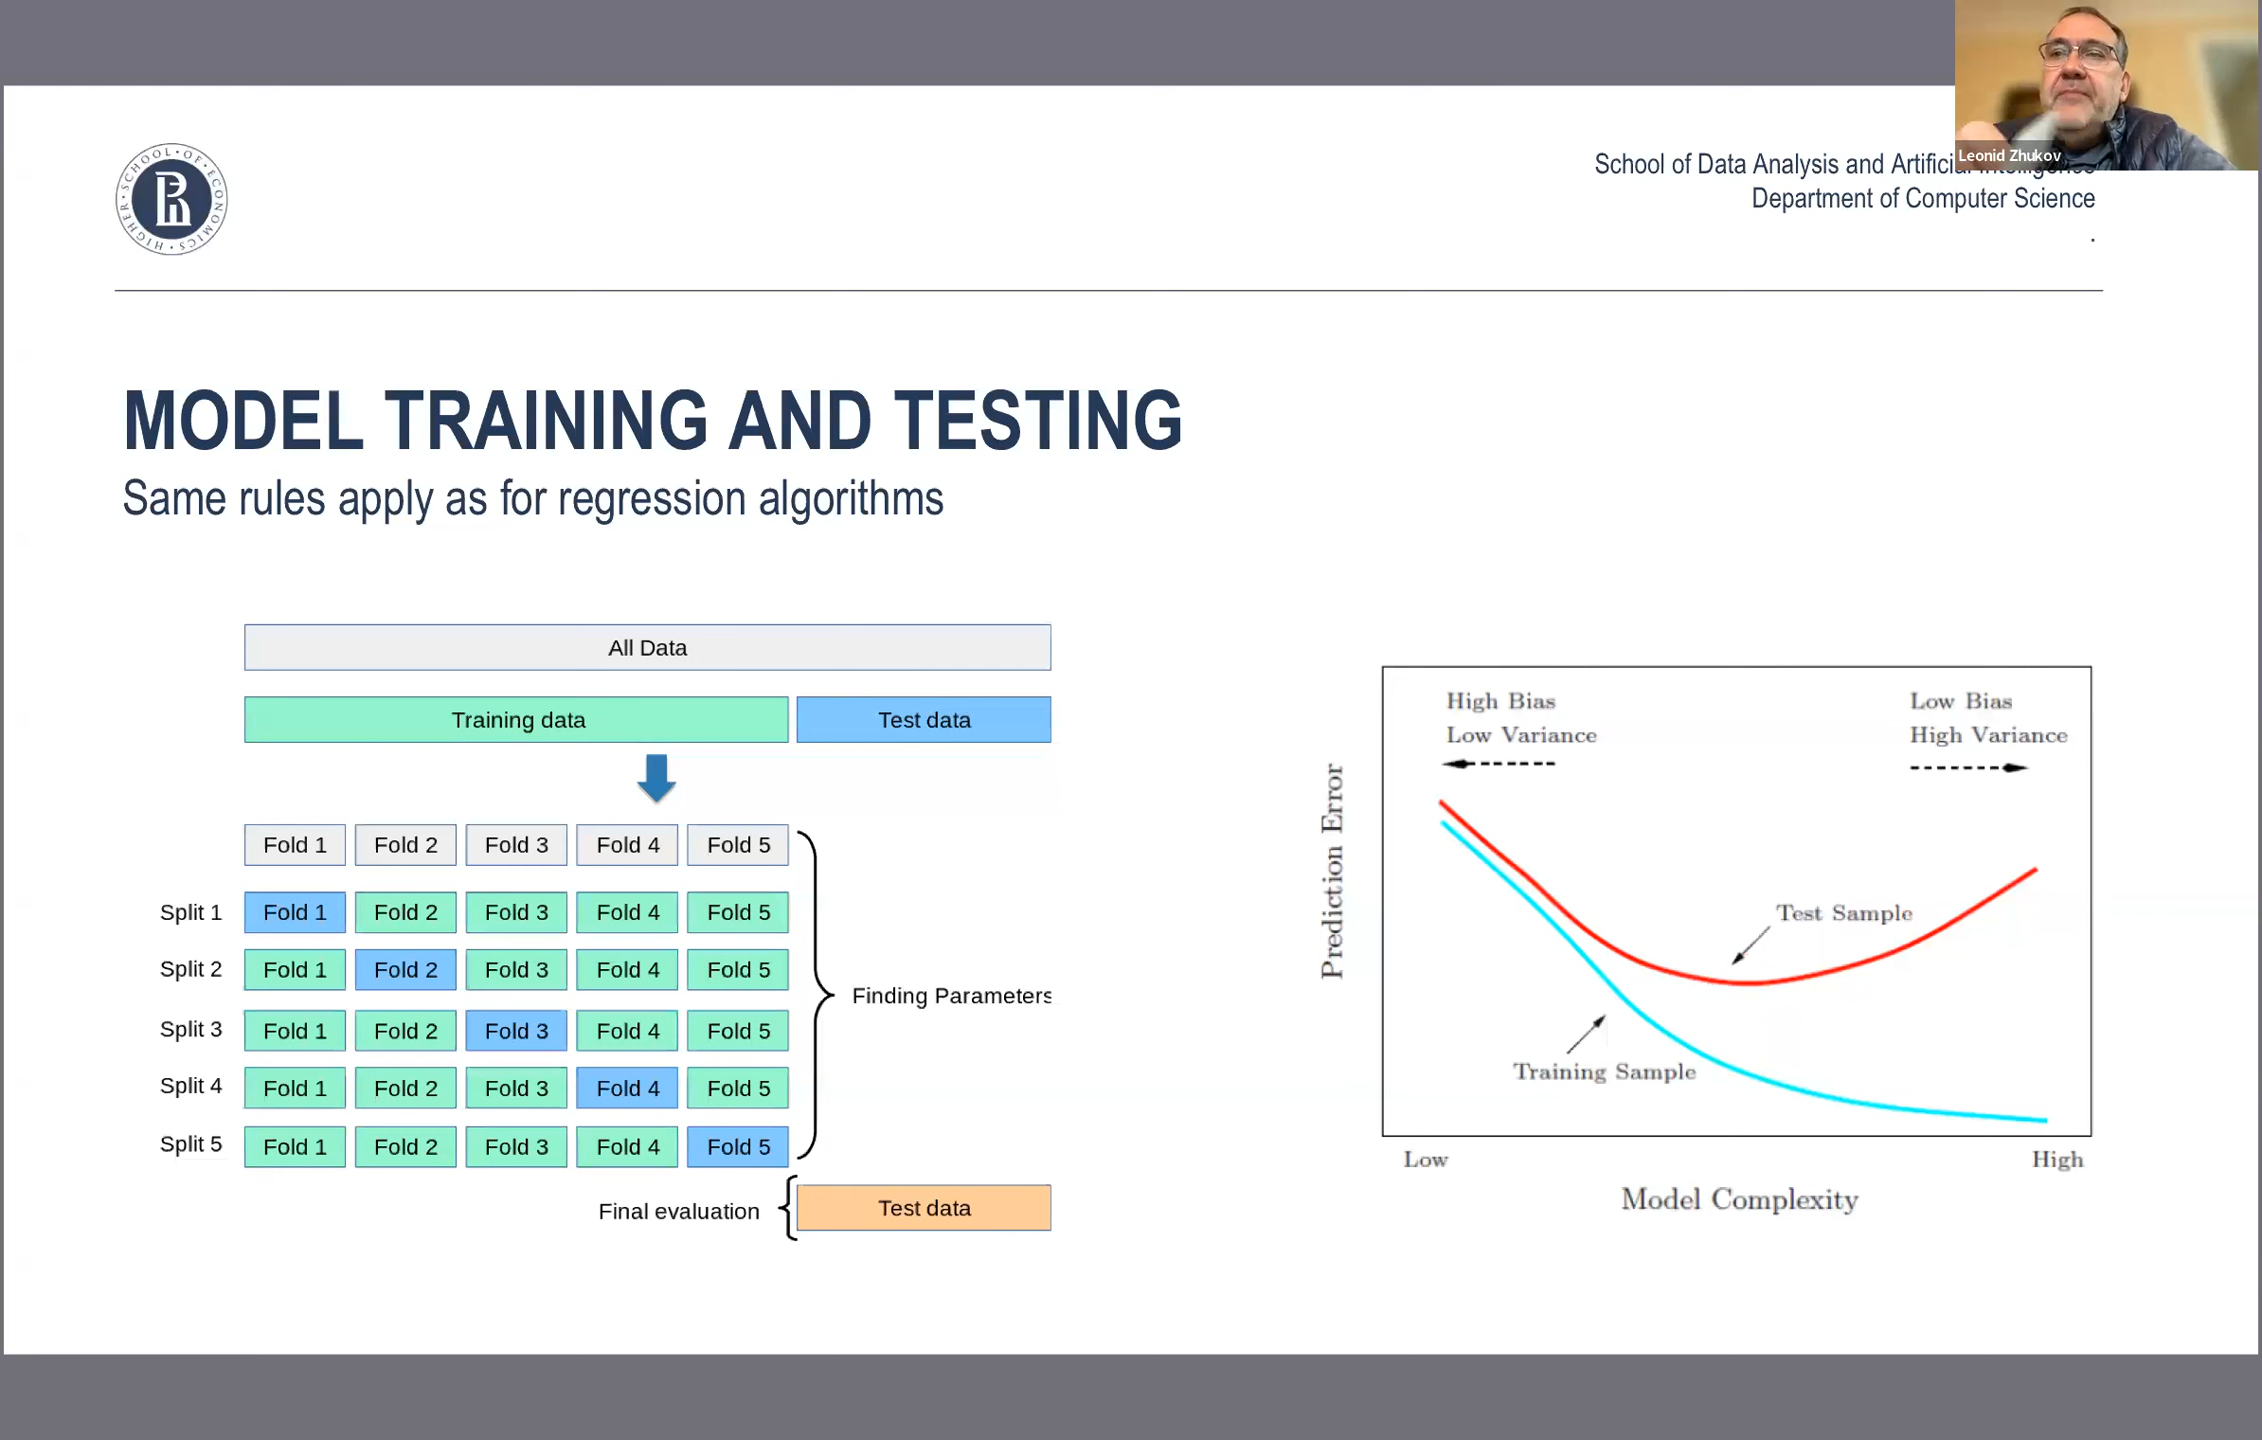 Leonid Zhukov
HIGHER · SCHOOL · OF · ECONOMICS ·
School of Data Analysis and Artificial Intelligence
Department of Computer Science
.
MODEL TRAINING AND TESTING
Same rules apply as for regression algorithms
All Data
Training data Test data
Fold 1 Fold 2 Fold 3 Fold 4 Fold 5
Split 1 Fold 1 Fold 2 Fold 3 Fold 4 Fold 5
Split 2 Fold 1 Fold 2 Fold 3 Fold 4 Fold 5
Finding Parameters
Split 3 Fold 1 Fold 2 Fold 3 Fold 4 Fold 5
Split 4 Fold 1 Fold 2 Fold 3 Fold 4 Fold 5
Split 5 Fold 1 Fold 2 Fold 3 Fold 4 Fold 5
Final evaluation Test data
High Bias
Low Variance
Low Bias
High Variance
Prediction Error
Test Sample
Training Sample
Low High
Model Complexity